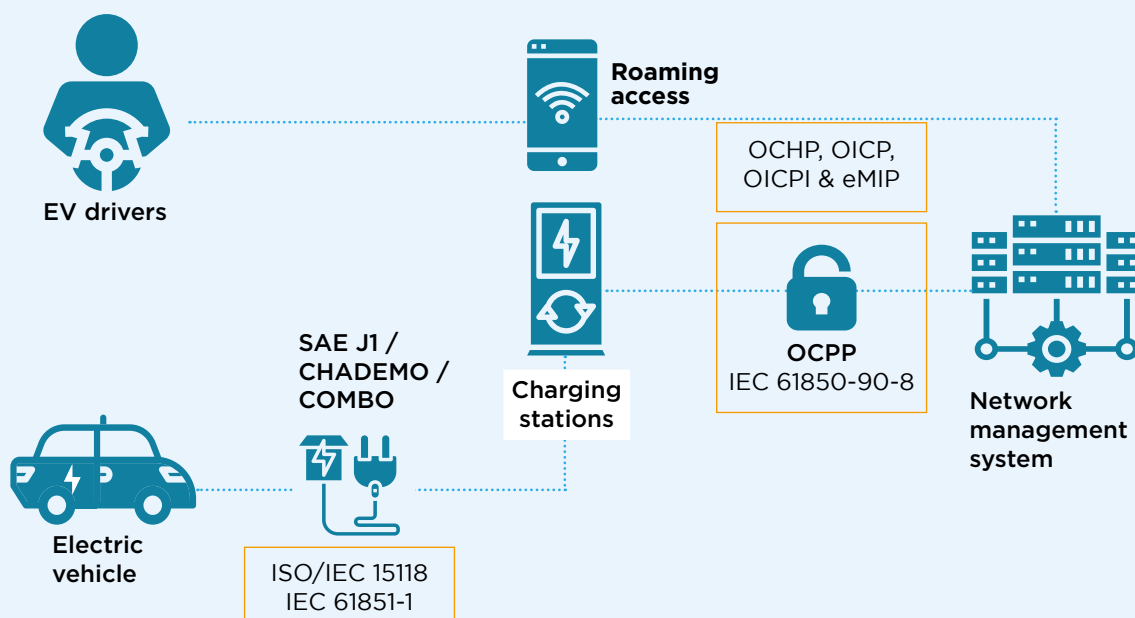 Roaming
access
OCHP, OICP,
OICPI & eMIP
EV drivers
SAE J1 /
CHADEMO /
COMBO
OCPP
IEC 61850-90-8
Charging
stations
Network
management
system
Electric
vehicle
ISO/IEC 15118
IEC 61851-1